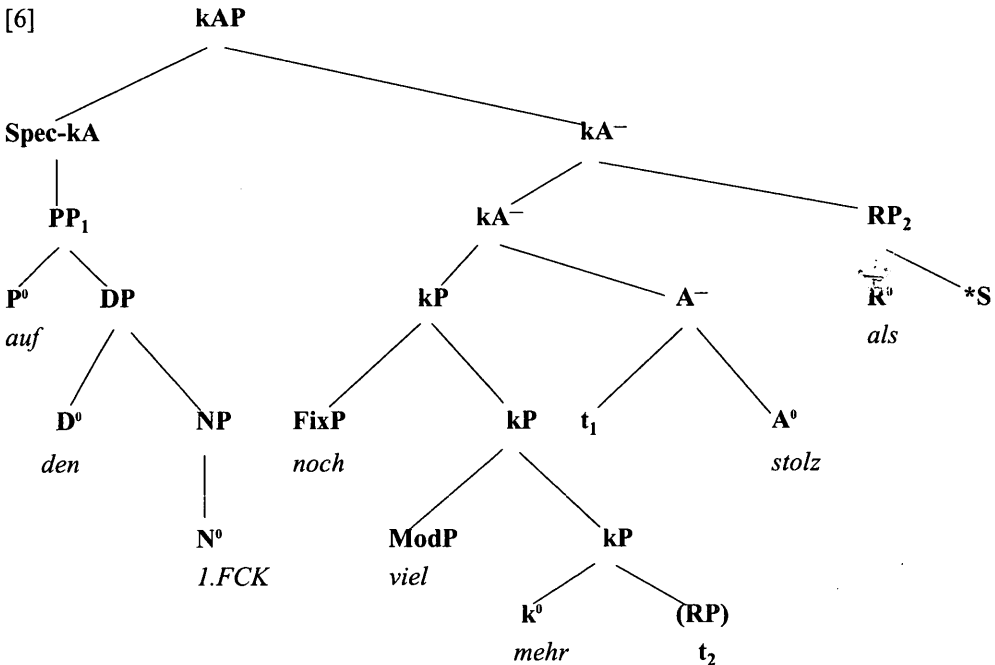 [6] kAP
Spec-kA kA—
PP₁ kA— RP₂
P⁰ DP kP A— R⁰ *S
auf als
D⁰ NP FixP kP t₁ A⁰
den noch stolz
N⁰ ModP kP
1.FCK viel
k⁰ (RP)
mehr t₂